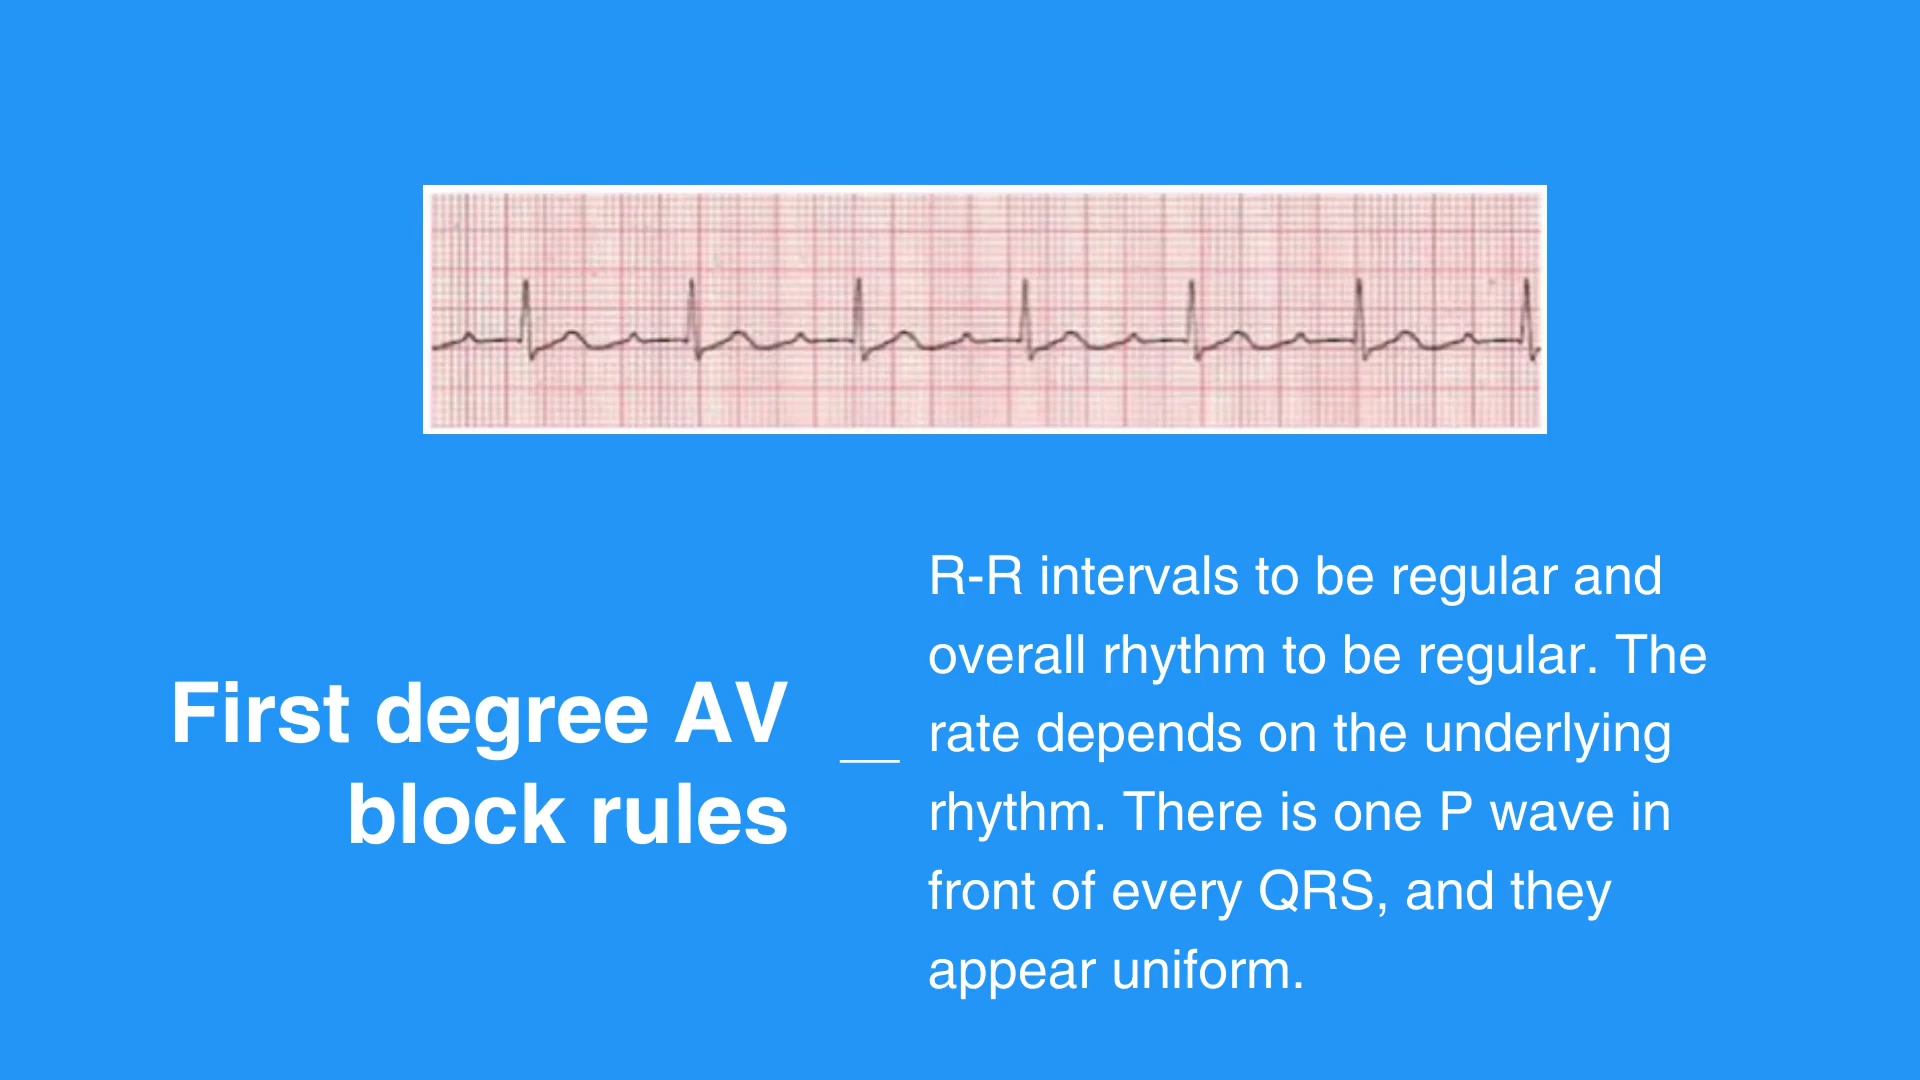 First degree AV
block rules
R-R intervals to be regular and
overall rhythm to be regular. The
rate depends on the underlying
rhythm. There is one P wave in
front of every QRS, and they
appear uniform.